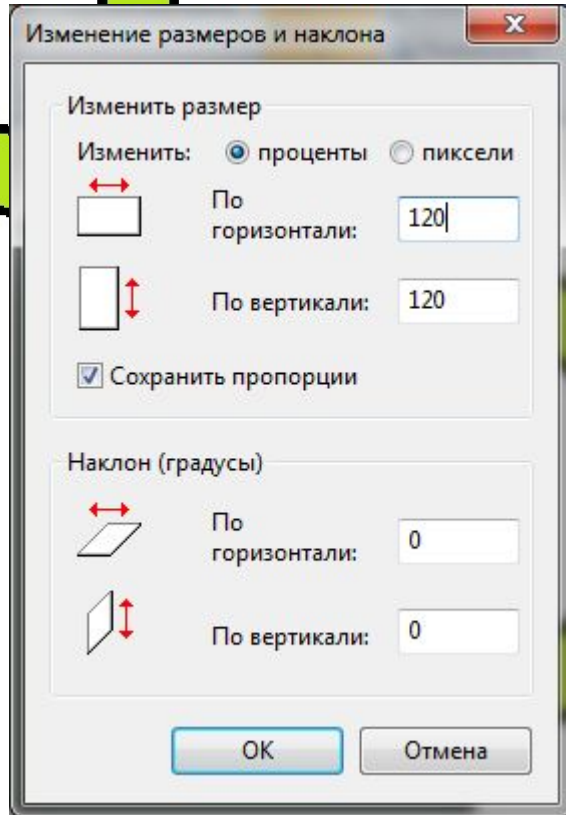 Изменение размеров и наклона
Изменить размер
Изменить: проценты пиксели
По
горизонтали: 120
По вертикали: 120
Сохранить пропорции
Наклон (градусы)
По
горизонтали: 0
По вертикали: 0
ОК Отмена